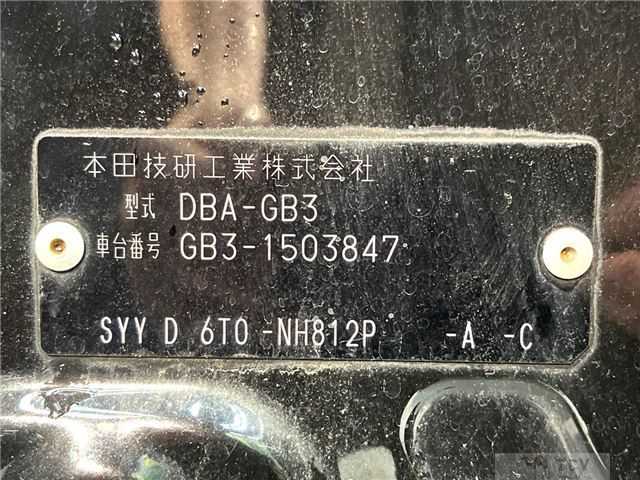 本田技研工業株式会社
型式 DBA-GB3
車台番号 GB3-1503847
SYY D 6T0 -NH812P -A -C